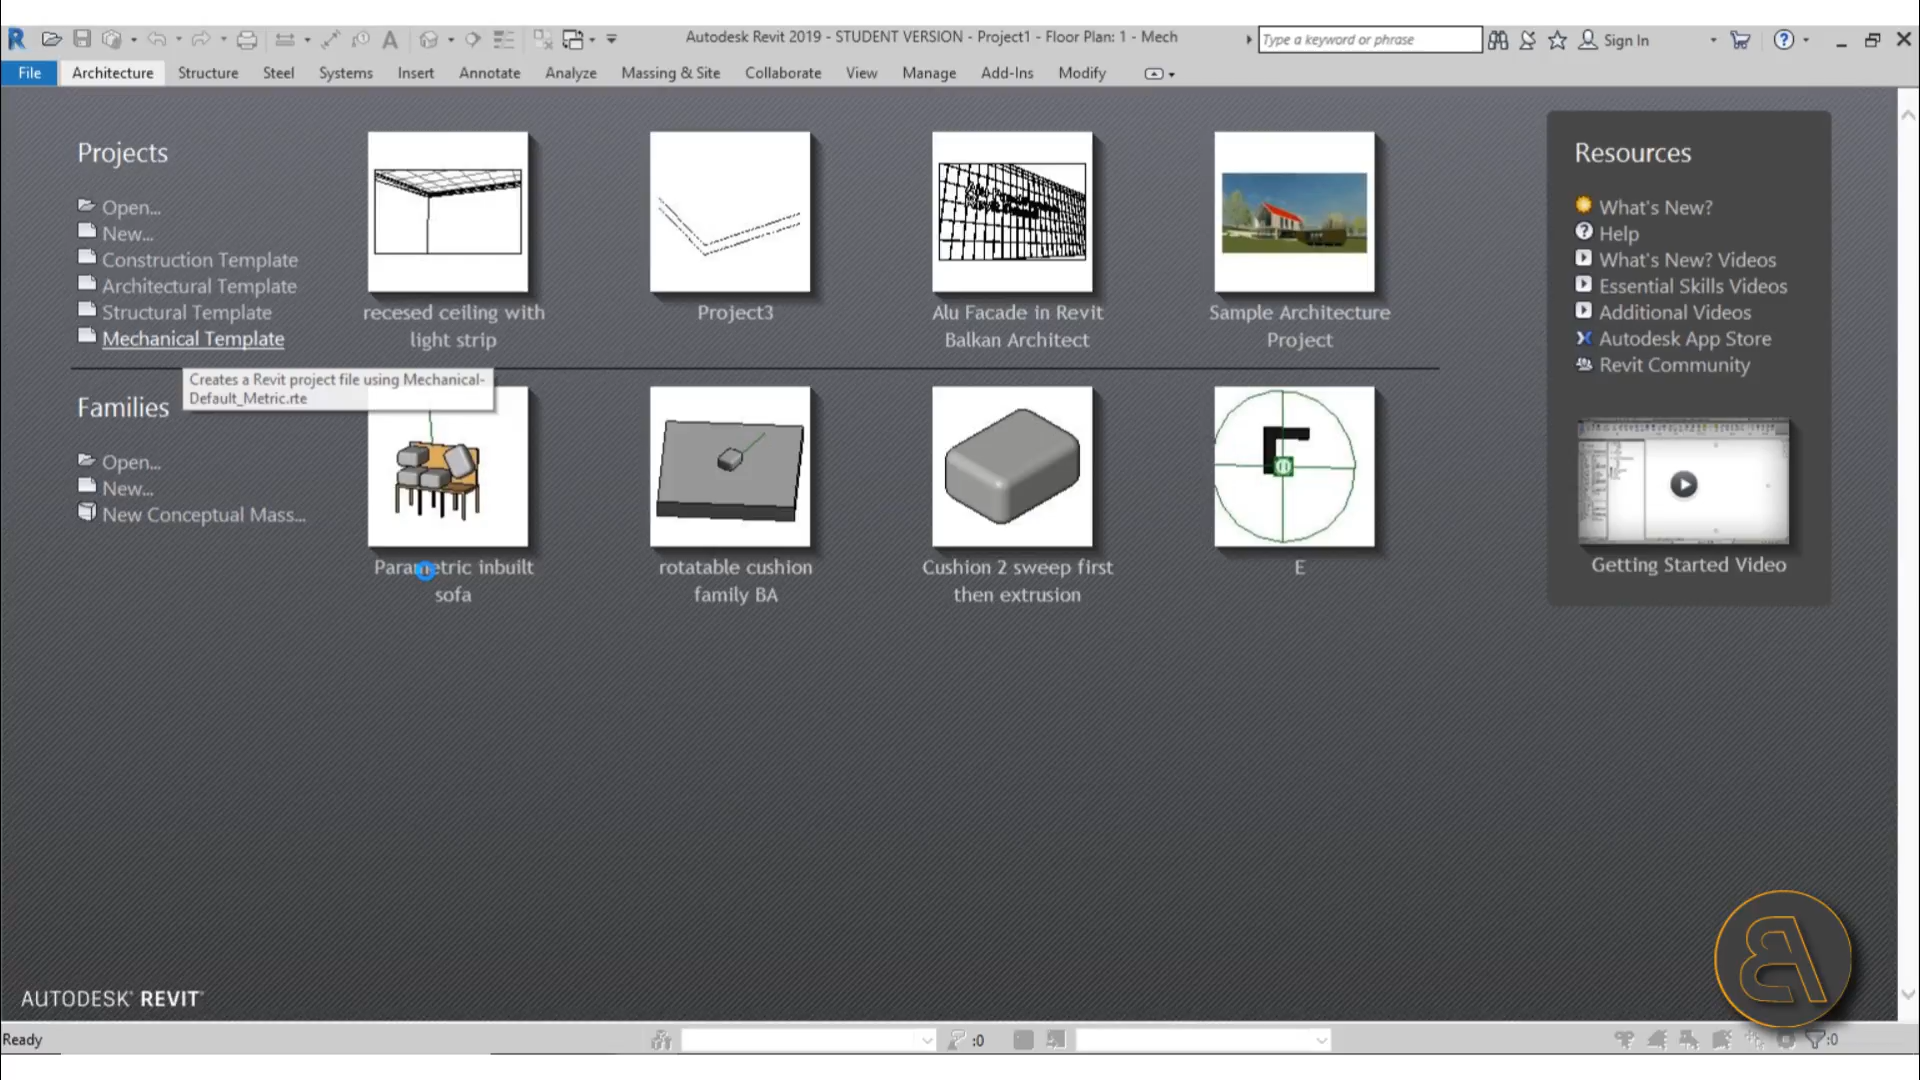 Autodesk Revit 2019 - STUDENT VERSION - Project1 - Floor Plan: 1 - Mech
Type a keyword or phrase
Sign In
File
Architecture
Structure
Steel
Systems
Insert
Annotate
Analyze
Massing & Site
Collaborate
View
Manage
Add-Ins
Modify
Projects
Open...
New...
Construction Template
Architectural Template
Structural Template
Mechanical Template
Creates a Revit project file using Mechanical-
Default_Metric.rte
recesed ceiling with
light strip
Project3
Alu Facade in Revit
Balkan Architect
Sample Architecture
Project
Families
Open...
New...
New Conceptual Mass...
Parametric inbuilt
sofa
rotatable cushion
family BA
Cushion 2 sweep first
then extrusion
E
Resources
What's New?
Help
What's New? Videos
Essential Skills Videos
Additional Videos
Autodesk App Store
Revit Community
Getting Started Video
AUTODESK® REVIT®
Ready
:0
:0